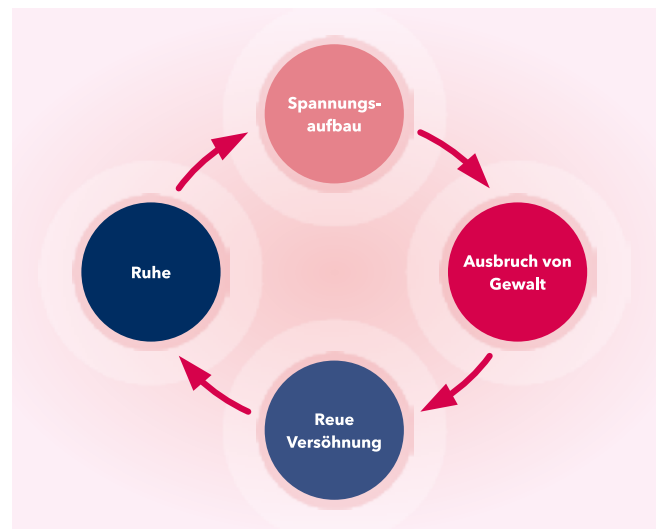 Spannungs-
aufbau
Ausbruch von
Gewalt
Reue
Versöhnung
Ruhe